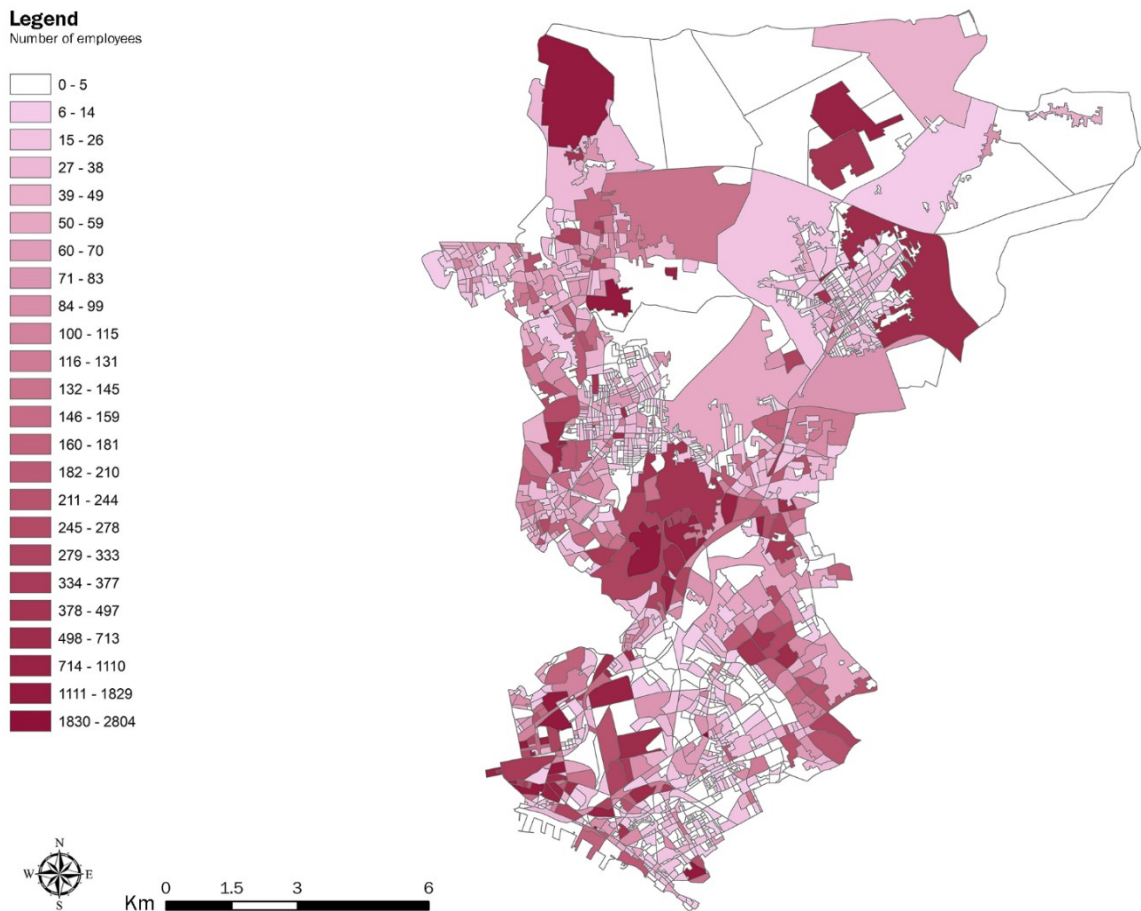 Legend
Number of employees
0 - 5
6 - 14
15 - 26
27 - 38
39 - 49
50 - 59
60 - 70
71 - 83
84 - 99
100 - 115
116 - 131
132 - 145
146 - 159
160 - 181
182 - 210
211 - 244
245 - 278
279 - 333
334 - 377
378 - 497
498 - 713
714 - 1110
1111 - 1829
1830 - 2804
N
W E
S
0 1.5 3 6
Km